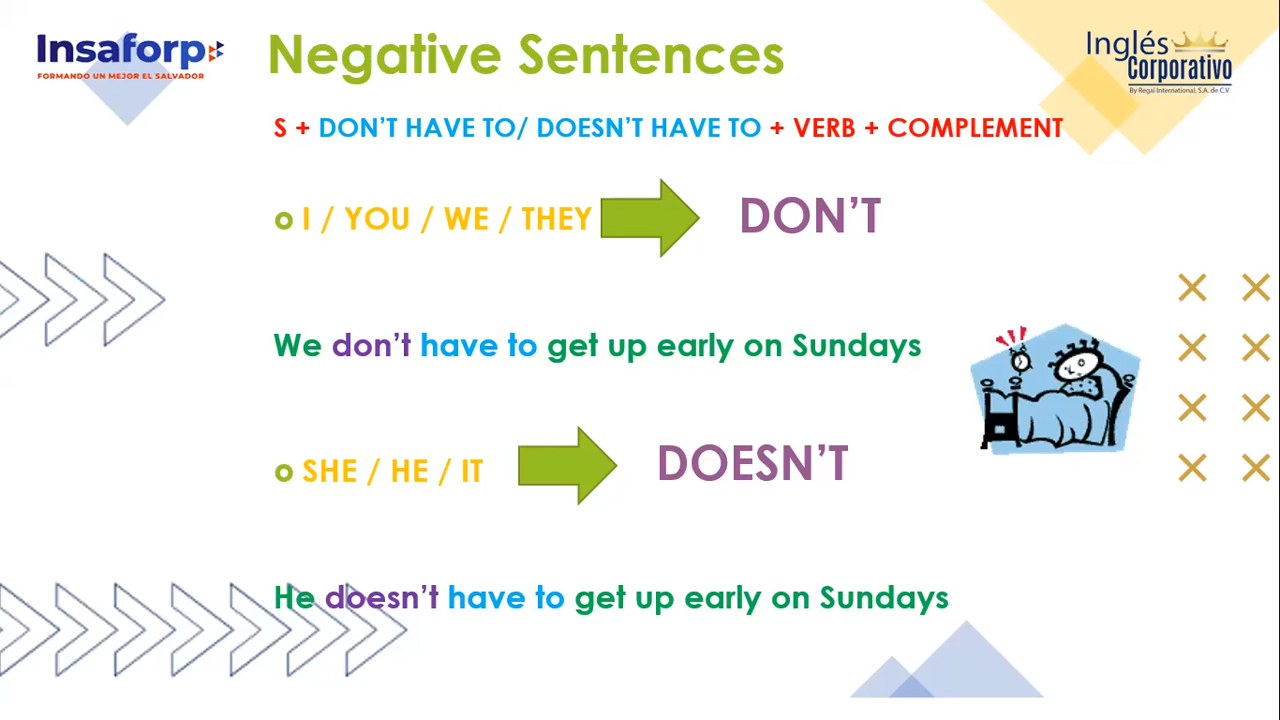 Insaforp
FORMANDO UN MEJOR EL SALVADOR
Negative Sentences
Inglés
Corporativo
By Regal International, S.A. de C.V.
S + DON’T HAVE TO/ DOESN’T HAVE TO + VERB + COMPLEMENT
I / YOU / WE / THEY
DON’T
We don’t have to get up early on Sundays
SHE / HE / IT
DOESN’T
He doesn’t have to get up early on Sundays